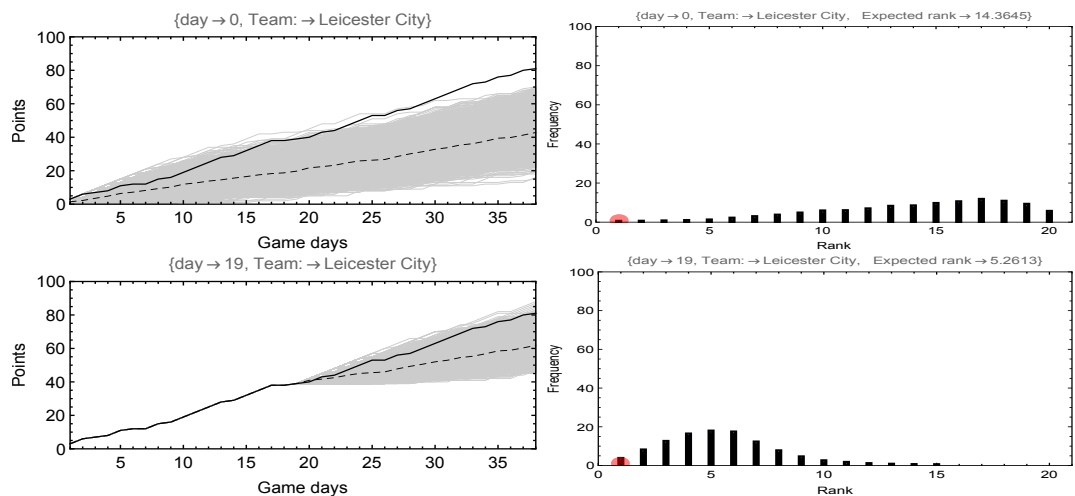 {day → 0, Team: → Leicester City}
100
80
60
40
20
0
Points
5 10 15 20 25 30 35
Game days
{day → 0, Team: → Leicester City, Expected rank → 14.3645}
100
80
60
40
20
0
Frequency
0 5 10 15 20
Rank
{day → 19, Team: → Leicester City}
100
80
60
40
20
0
Points
5 10 15 20 25 30 35
Game days
{day → 19, Team: → Leicester City, Expected rank → 5.2613}
100
80
60
40
20
0
Frequency
0 5 10 15 20
Rank